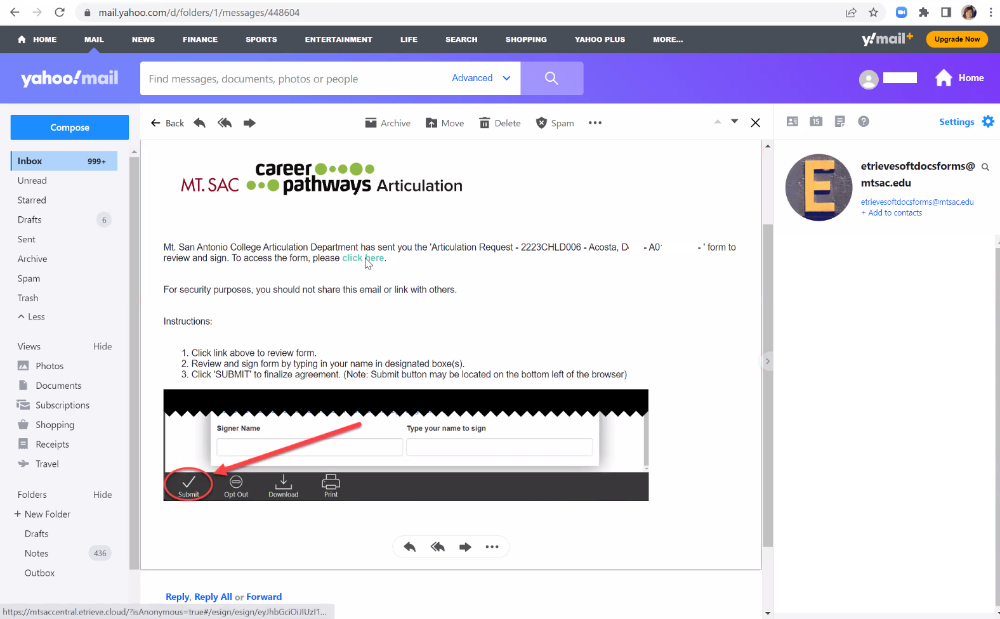 mail.yahoo.com/d/folders/1/messages/448604
HOME MAIL NEWS FINANCE SPORTS ENTERTAINMENT LIFE SEARCH SHOPPING YAHOO PLUS MORE... y!mail+ Upgrade Now
yahoo!mail Find messages, documents, photos or people Advanced Home
Compose
Back Archive Move Delete Spam
15 Settings
Inbox 999+
Unread
Starred
Drafts 6
Sent
Archive
Spam
Trash
Less
Views Hide
Photos
Documents
Subscriptions
Shopping
Receipts
Travel
Folders Hide
+ New Folder
Drafts
Notes 436
Outbox
MT. SAC career pathways Articulation
Mt. San Antonio College Articulation Department has sent you the 'Articulation Request - 2223CHLD006 - Acosta, D - A0 - ' form to
review and sign. To access the form, please click here.
For security purposes, you should not share this email or link with others.
Instructions:
1. Click link above to review form.
2. Review and sign form by typing in your name in designated boxe(s).
3. Click 'SUBMIT' to finalize agreement. (Note: Submit button may be located on the bottom left of the browser)
Signer Name Type your name to sign
Submit Opt Out Download Print
Reply, Reply All or Forward
E
etrievesoftdocsforms@
mtsac.edu
etrievesoftdocsforms@mtsac.edu
+ Add to contacts
https://mtsaccentral.etrieve.cloud/?isAnonymous=true#/esign/esign/eyJhbGciOiJIUzI1...